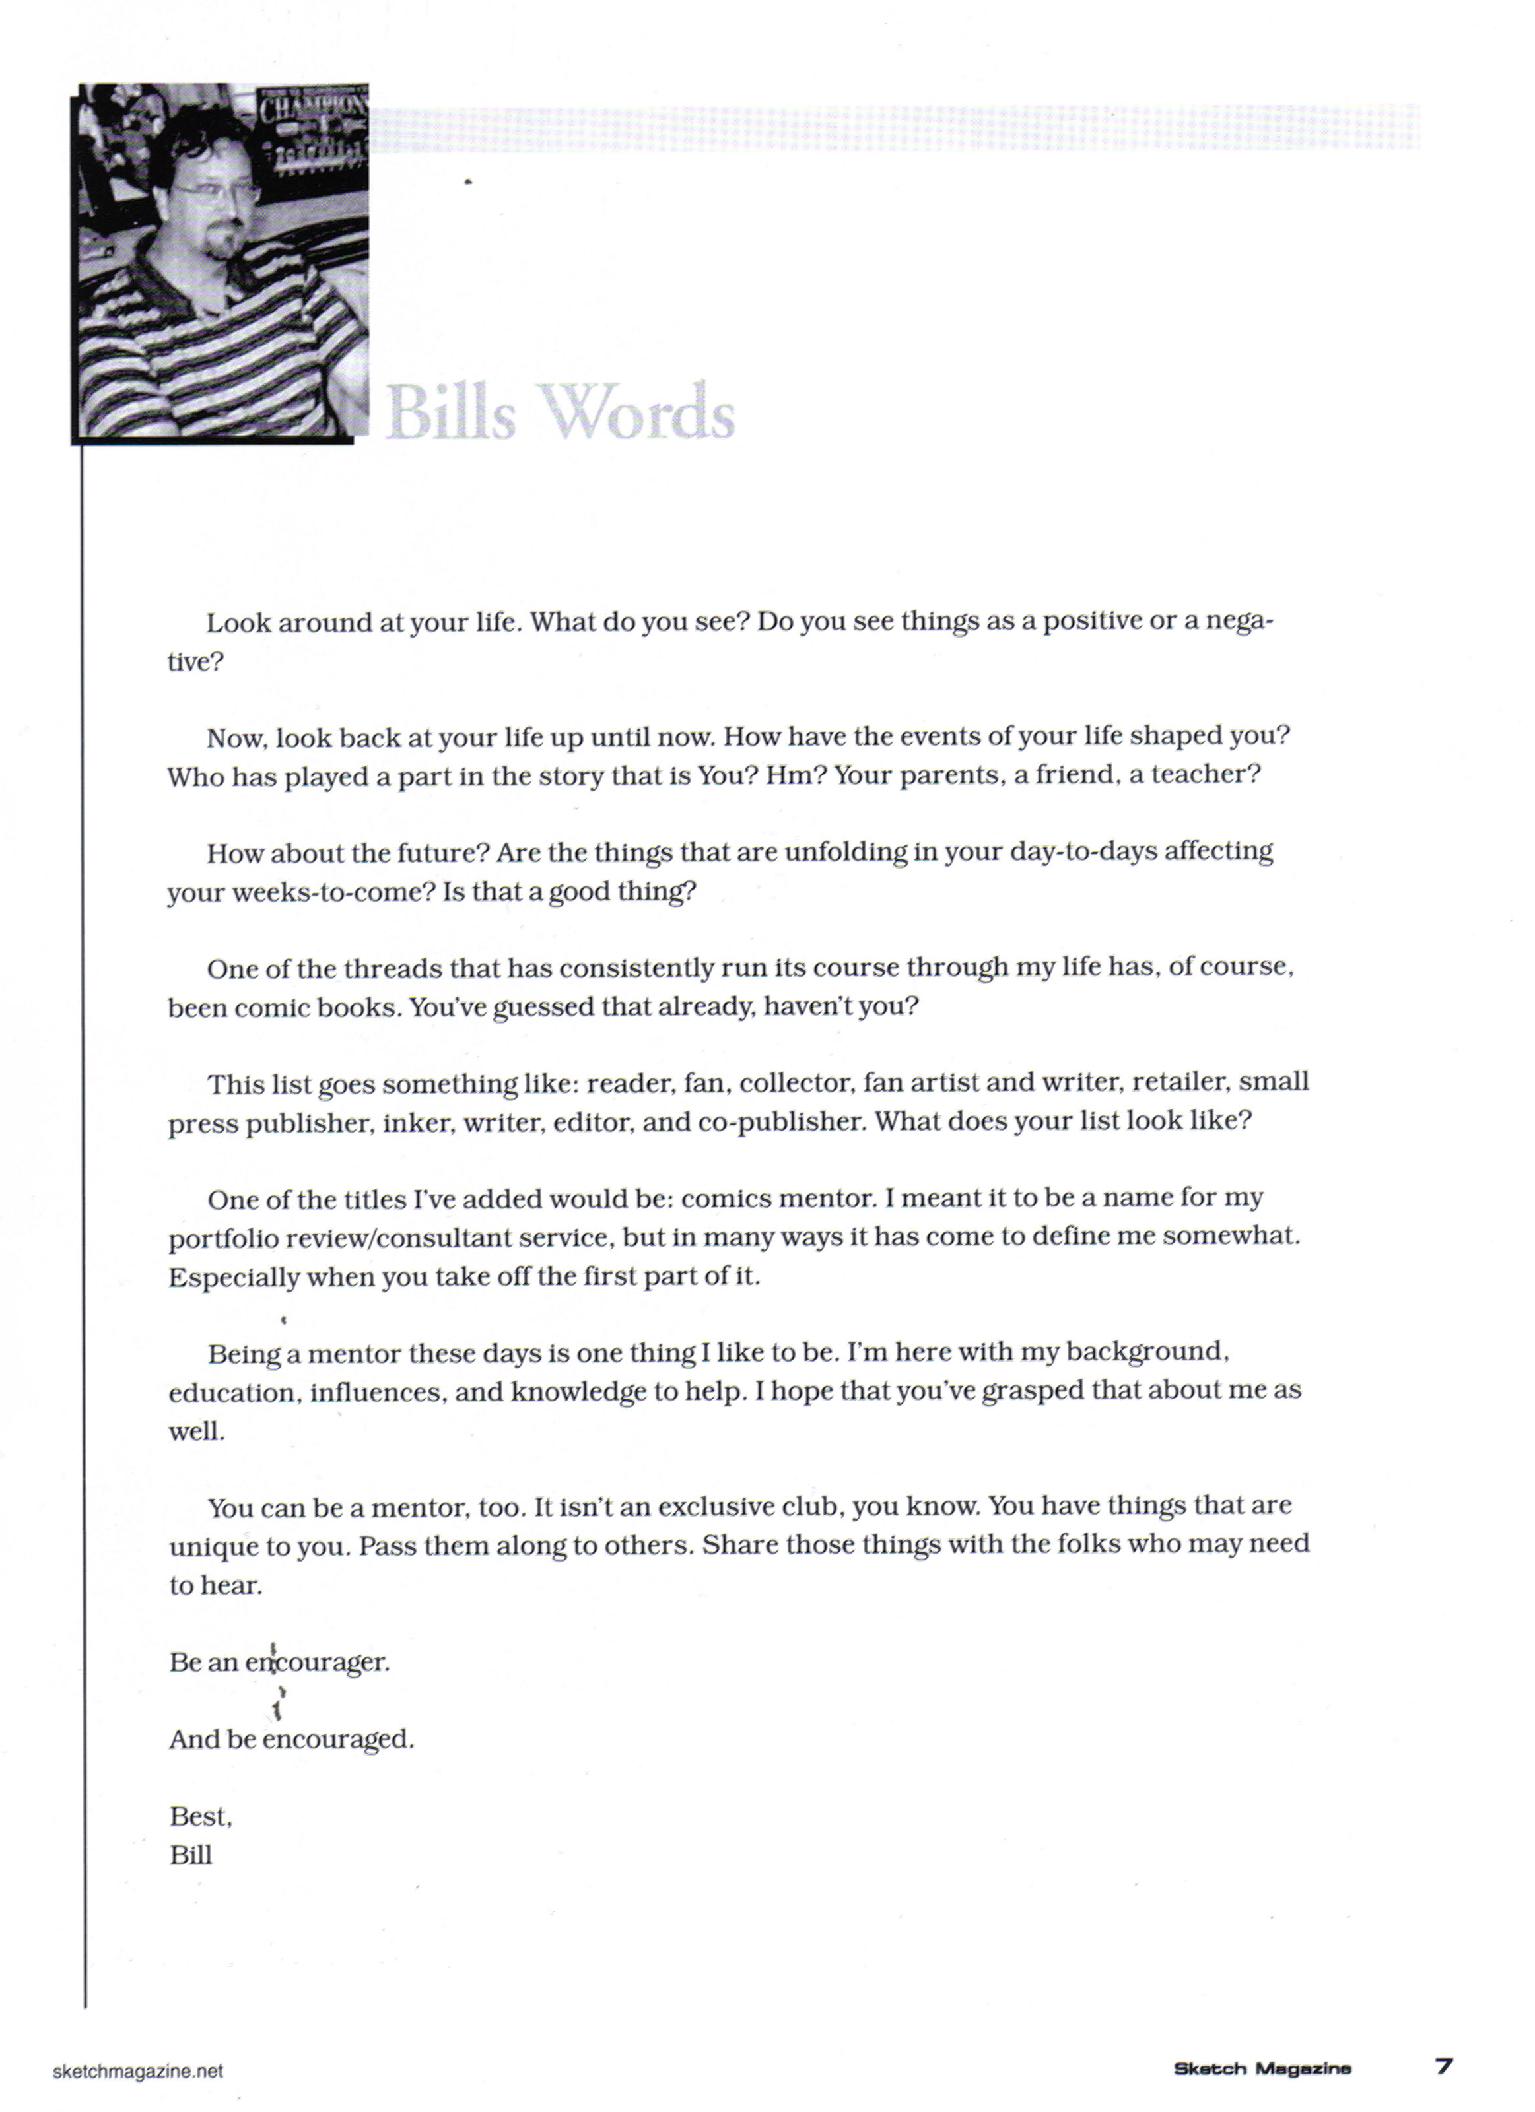 CHAMPIONS
Bills Words
Look around at your life. What do you see? Do you see things as a positive or a nega-
tive?
Now, look back at your life up until now. How have the events of your life shaped you?
Who has played a part in the story that is You? Hm? Your parents, a friend, a teacher?
How about the future? Are the things that are unfolding in your day-to-days affecting
your weeks-to-come? Is that a good thing?
One of the threads that has consistently run its course through my life has, of course,
been comic books. You've guessed that already, haven't you?
This list goes something like: reader, fan, collector, fan artist and writer, retailer, small
press publisher, inker, writer, editor, and co-publisher. What does your list look like?
One of the titles I've added would be: comics mentor. I meant it to be a name for my
portfolio review/consultant service, but in many ways it has come to define me somewhat.
Especially when you take off the first part of it.
Being a mentor these days is one thing I like to be. I'm here with my background,
education, influences, and knowledge to help. I hope that you've grasped that about me as
well.
You can be a mentor, too. It isn't an exclusive club, you know. You have things that are
unique to you. Pass them along to others. Share those things with the folks who may need
to hear.
Be an encourager.
And be encouraged.
Best,
Bill
sketchmagazine.net
Sketch Magazine 7